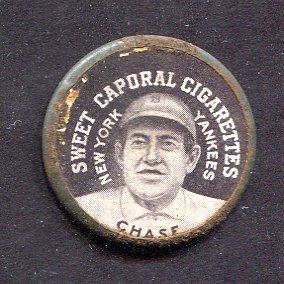 SWEET CAPORAL CIGARETTES
NEW YORK
YANKEES
CHASE